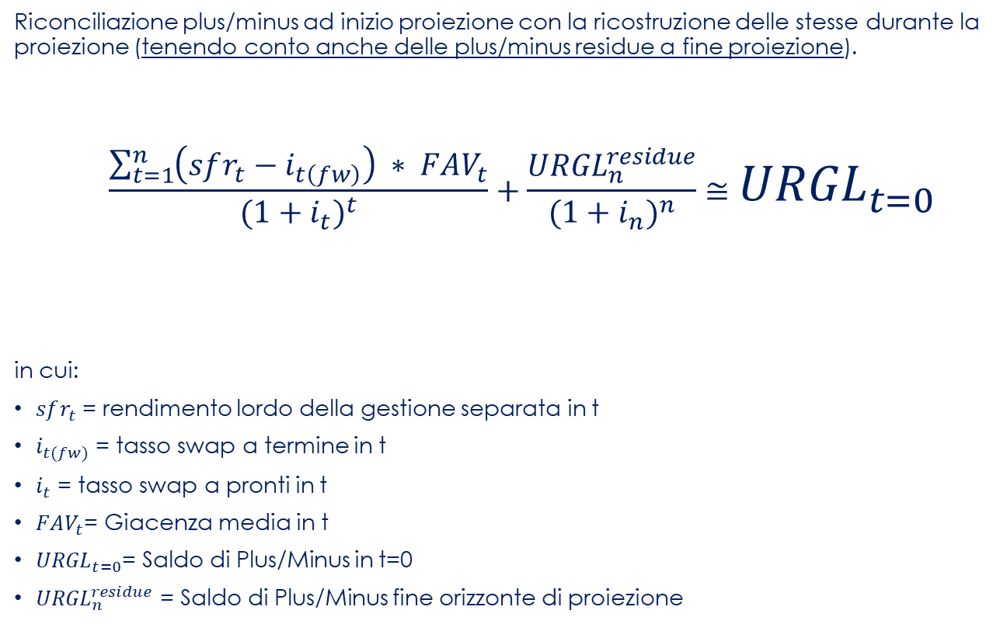 Riconciliazione plus/minus ad inizio proiezione con la ricostruzione delle stesse durante la
proiezione (tenendo conto anche delle plus/minus residue a fine proiezione).
\frac{\sum_{t=1}^{n}(sfr_t - i_{t(fw)}) * FAV_t}{(1 + i_t)^t} + \frac{URGL_n^{residue}}{(1 + i_n)^n} \cong URGL_{t=0}
in cui:
• sfr_t = rendimento lordo della gestione separata in t
• i_{t(fw)} = tasso swap a termine in t
• i_t = tasso swap a pronti in t
• FAV_t= Giacenza media in t
• URGL_{t=0}= Saldo di Plus/Minus in t=0
• URGL_n^{residue} = Saldo di Plus/Minus fine orizzonte di proiezione